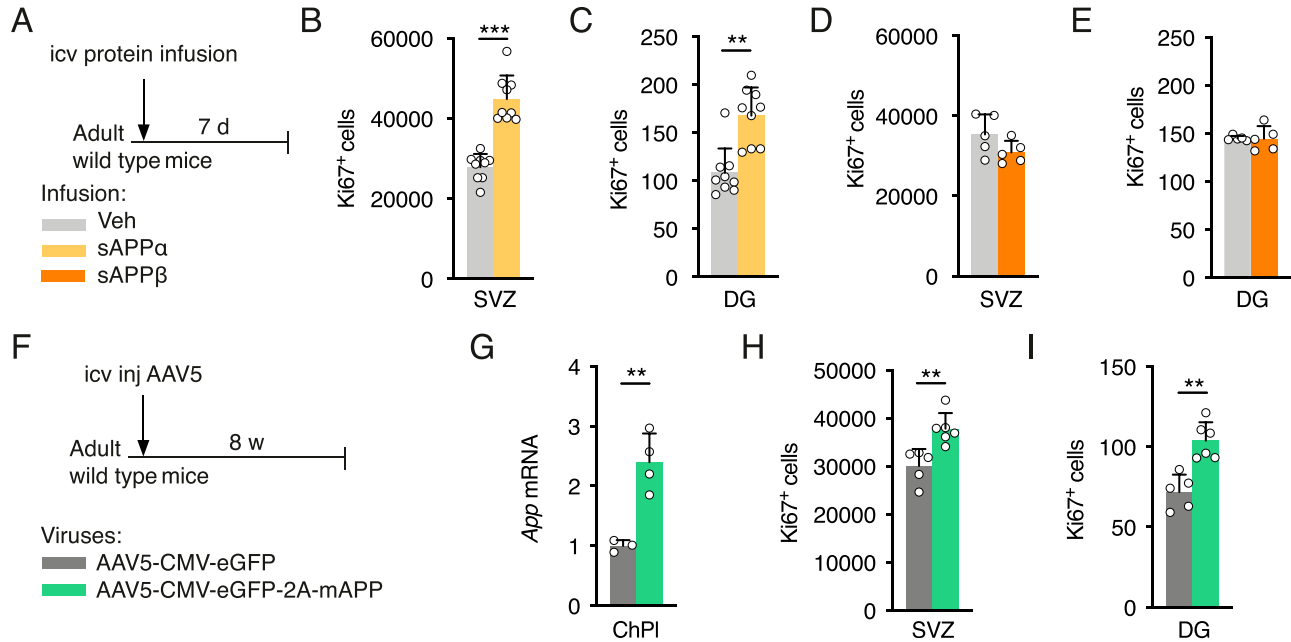 A
icv protein infusion
7 d
Adult
wild type mice
Infusion:
Veh
sAPPα
sAPPβ
B
***
60000
40000
20000
0
Ki67+ cells
SVZ
C
**
250
200
150
100
50
0
Ki67+ cells
DG
D
60000
40000
20000
0
Ki67+ cells
SVZ
E
250
200
150
100
50
0
Ki67+ cells
DG
F
icv inj AAV5
8 w
Adult
wild type mice
Viruses:
AAV5-CMV-eGFP
AAV5-CMV-eGFP-2A-mAPP
G
**
4
3
2
1
0
App mRNA
ChPl
H
**
50000
40000
30000
20000
10000
0
Ki67+ cells
SVZ
I
**
150
100
50
0
Ki67+ cells
DG